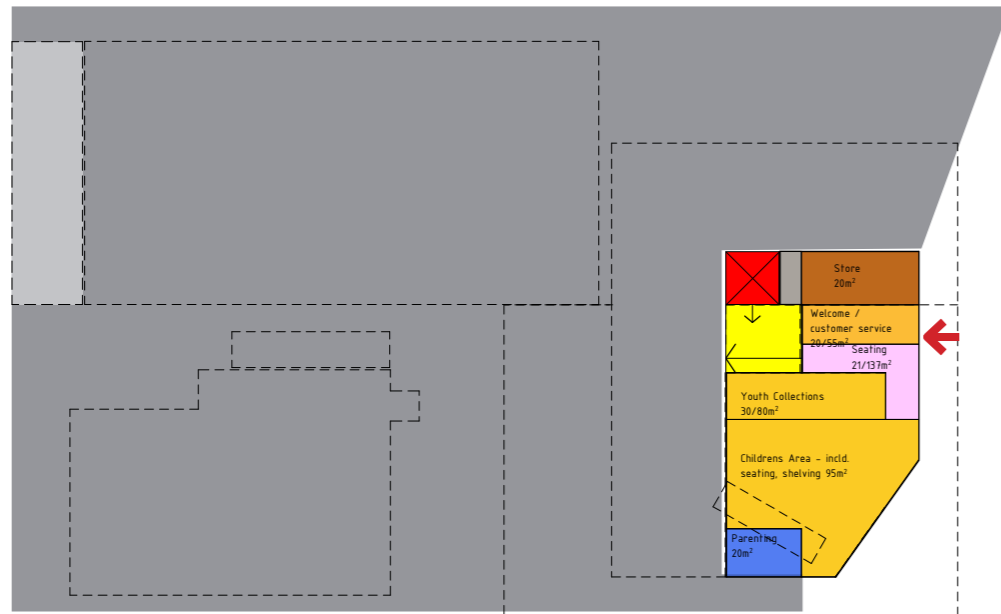 Store
20m²
Welcome /
customer service
20/55m²
Seating
21/137m²
Youth Collections
30/80m²
Childrens Area - incld.
seating, shelving 95m²
Parenting
20m²